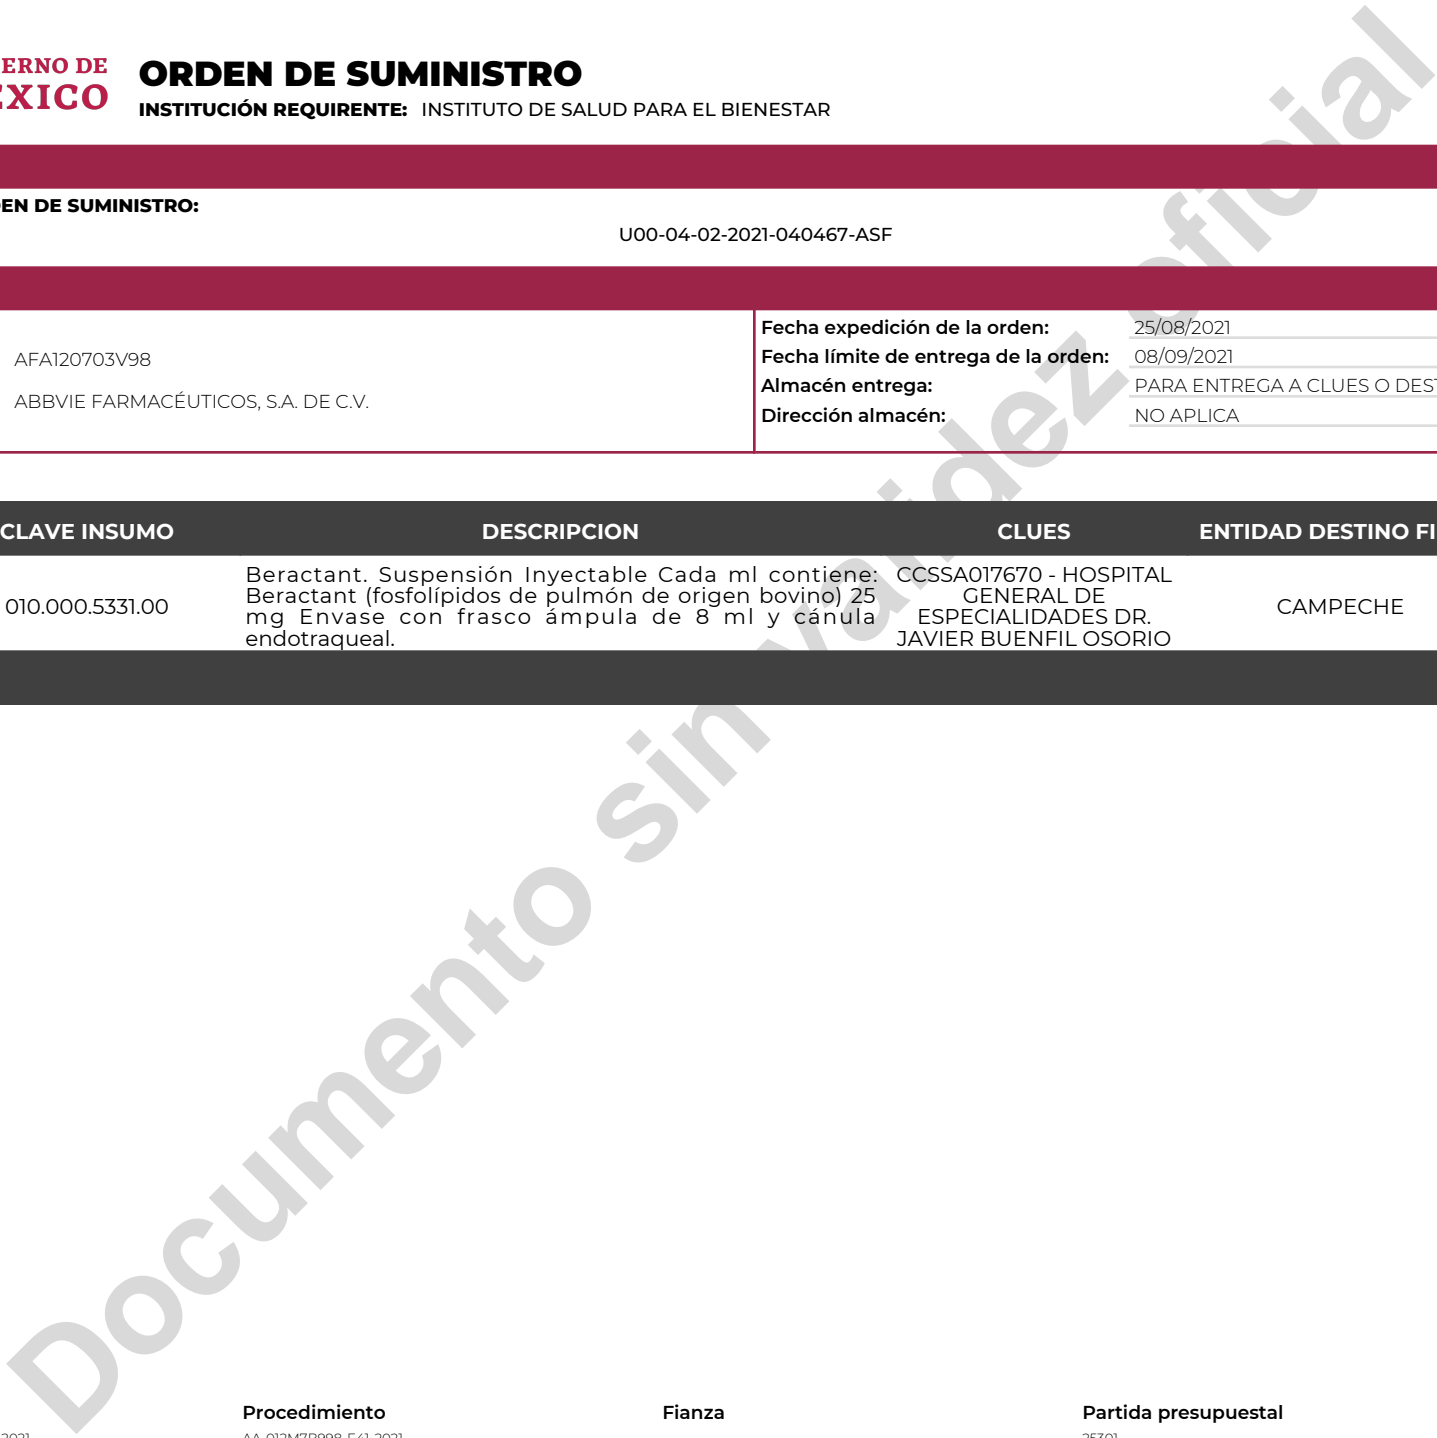 ERNO DE
ÉXICO
ORDEN DE SUMINISTRO
INSTITUCIÓN REQUIRENTE: INSTITUTO DE SALUD PARA EL BIENESTAR
EN DE SUMINISTRO:
U00-04-02-2021-040467-ASF
AFA120703V98
ABBVIE FARMACÉUTICOS, S.A. DE C.V.
Fecha expedición de la orden: 25/08/2021
Fecha límite de entrega de la orden: 08/09/2021
Almacén entrega: PARA ENTREGA A CLUES O DEST
Dirección almacén: NO APLICA
CLAVE INSUMO DESCRIPCION CLUES ENTIDAD DESTINO FI
010.000.5331.00
Beractant. Suspensión Inyectable Cada ml contiene:
Beractant (fosfolípidos de pulmón de origen bovino) 25
mg Envase con frasco ámpula de 8 ml y cánula
endotraqueal.
CCSSA017670 - HOSPITAL
GENERAL DE
ESPECIALIDADES DR.
JAVIER BUENFIL OSORIO
CAMPECHE
Documento sin validez oficial
Procedimiento Fianza Partida presupuestal